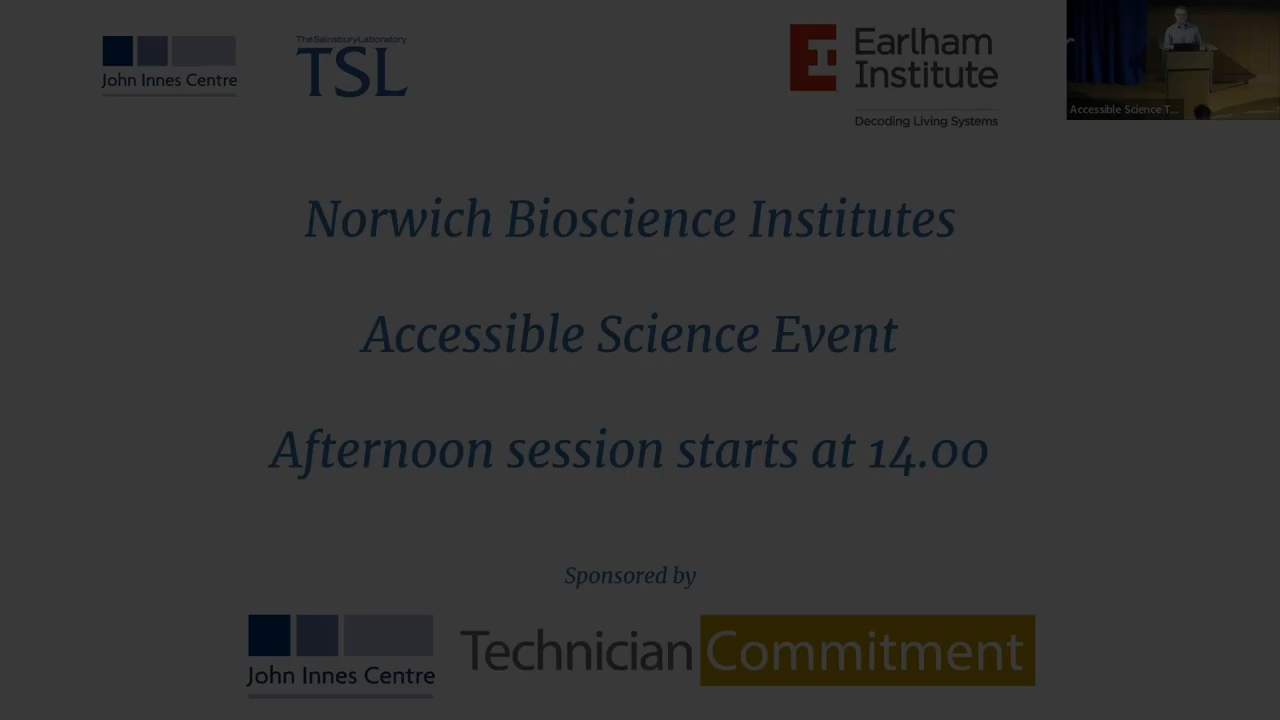 John Innes Centre
TheSainsburyLaboratory
TSL
Earlham
Institute
Decoding Living Systems
Accessible Science T...
Norwich Bioscience Institutes
Accessible Science Event
Afternoon session starts at 14.00
Sponsored by
John Innes Centre
Technician Commitment